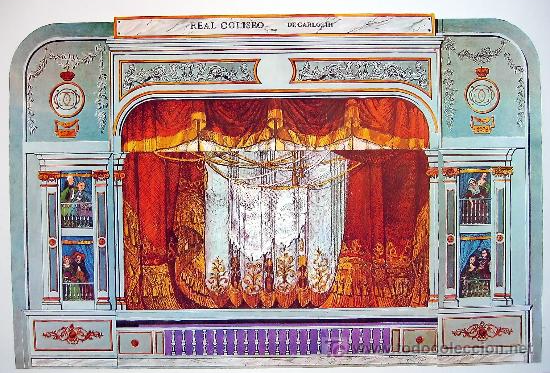 REAL COLISEO DE CARLOS III
todocoleccion.net